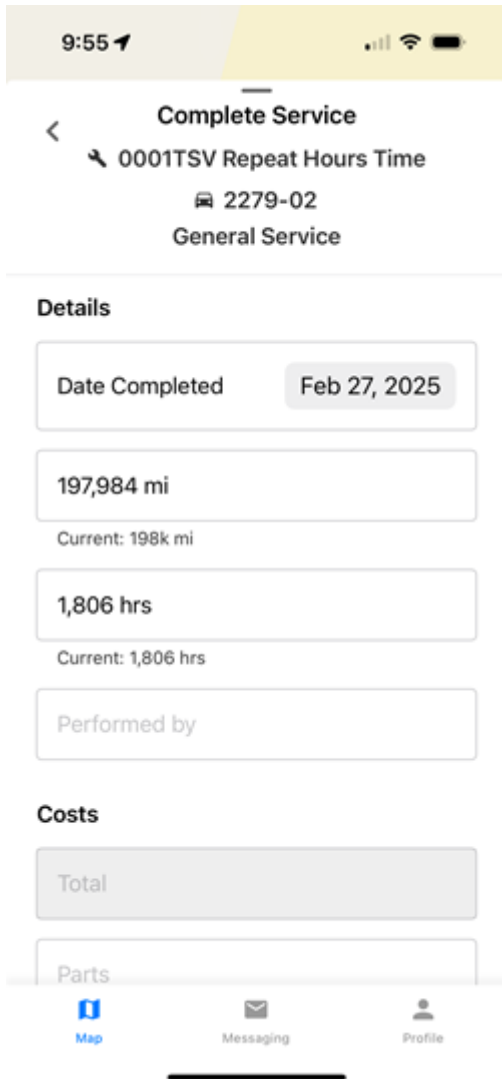 9:55
Complete Service
0001TSV Repeat Hours Time
2279-02
General Service
Details
Date Completed Feb 27, 2025
197,984 mi
Current: 198k mi
1,806 hrs
Current: 1,806 hrs
Performed by
Costs
Total
Parts
Map Messaging Profile